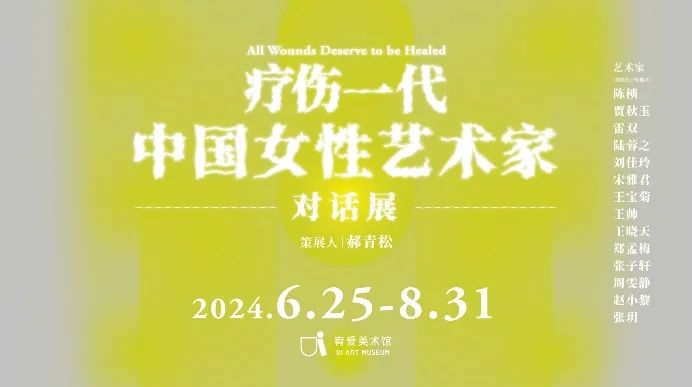 All Wounds Deserve to be Healed
疗伤一代
中国女性艺术家
对话展
策展人|郝青松
2024.6.25-8.31
宥爱美术馆
UI ART MUSEUM
艺术家
陈楱
贾秋玉
雷双
陆蓉之
刘佳玲
宋雅君
王宝菊
王帅
王晓天
郑孟梅
张子轩
周雯静
赵小黎
张玥